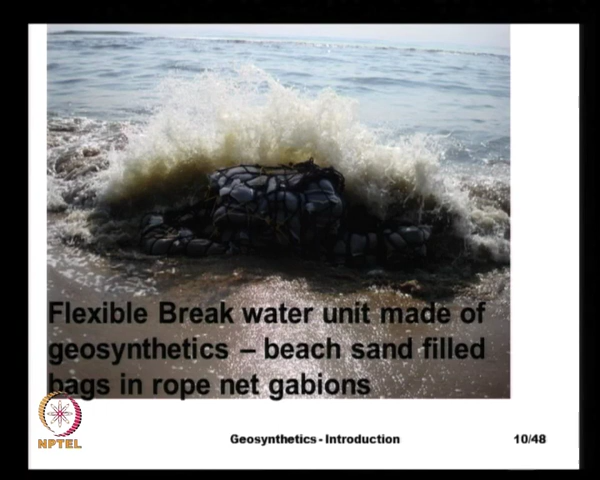 Flexible Break water unit made of
geosynthetics – beach sand filled
bags in rope net gabions
NPTEL
Geosynthetics - Introduction
10/48